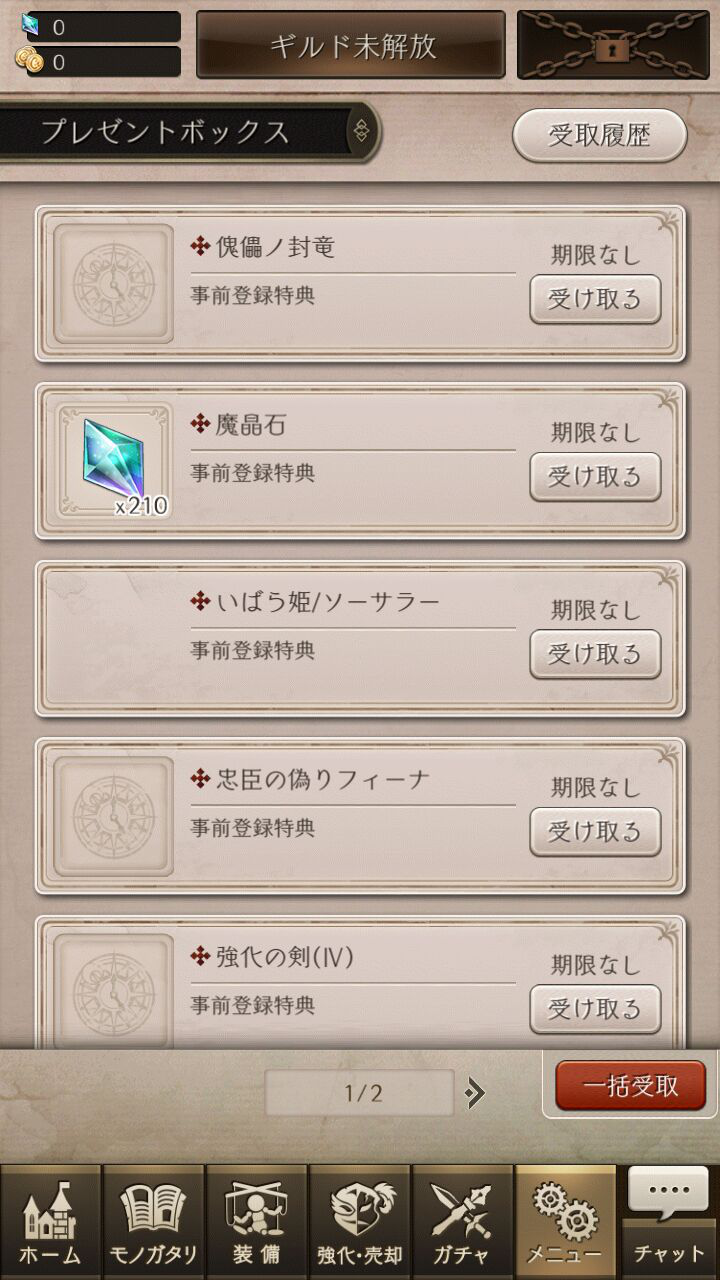 0
0
ギルド未解放
プレゼントボックス
受取履歴
傀儡ノ封竜
期限なし
事前登録特典
受け取る
x210
魔晶石
期限なし
事前登録特典
受け取る
いばら姫/ソーサラー
期限なし
事前登録特典
受け取る
忠臣の偽りフィーナ
期限なし
事前登録特典
受け取る
強化の剣(IV)
期限なし
事前登録特典
受け取る
1/2
一括受取
ホーム
モノガタリ
装備
強化・売却
ガチャ
メニュー
チャット